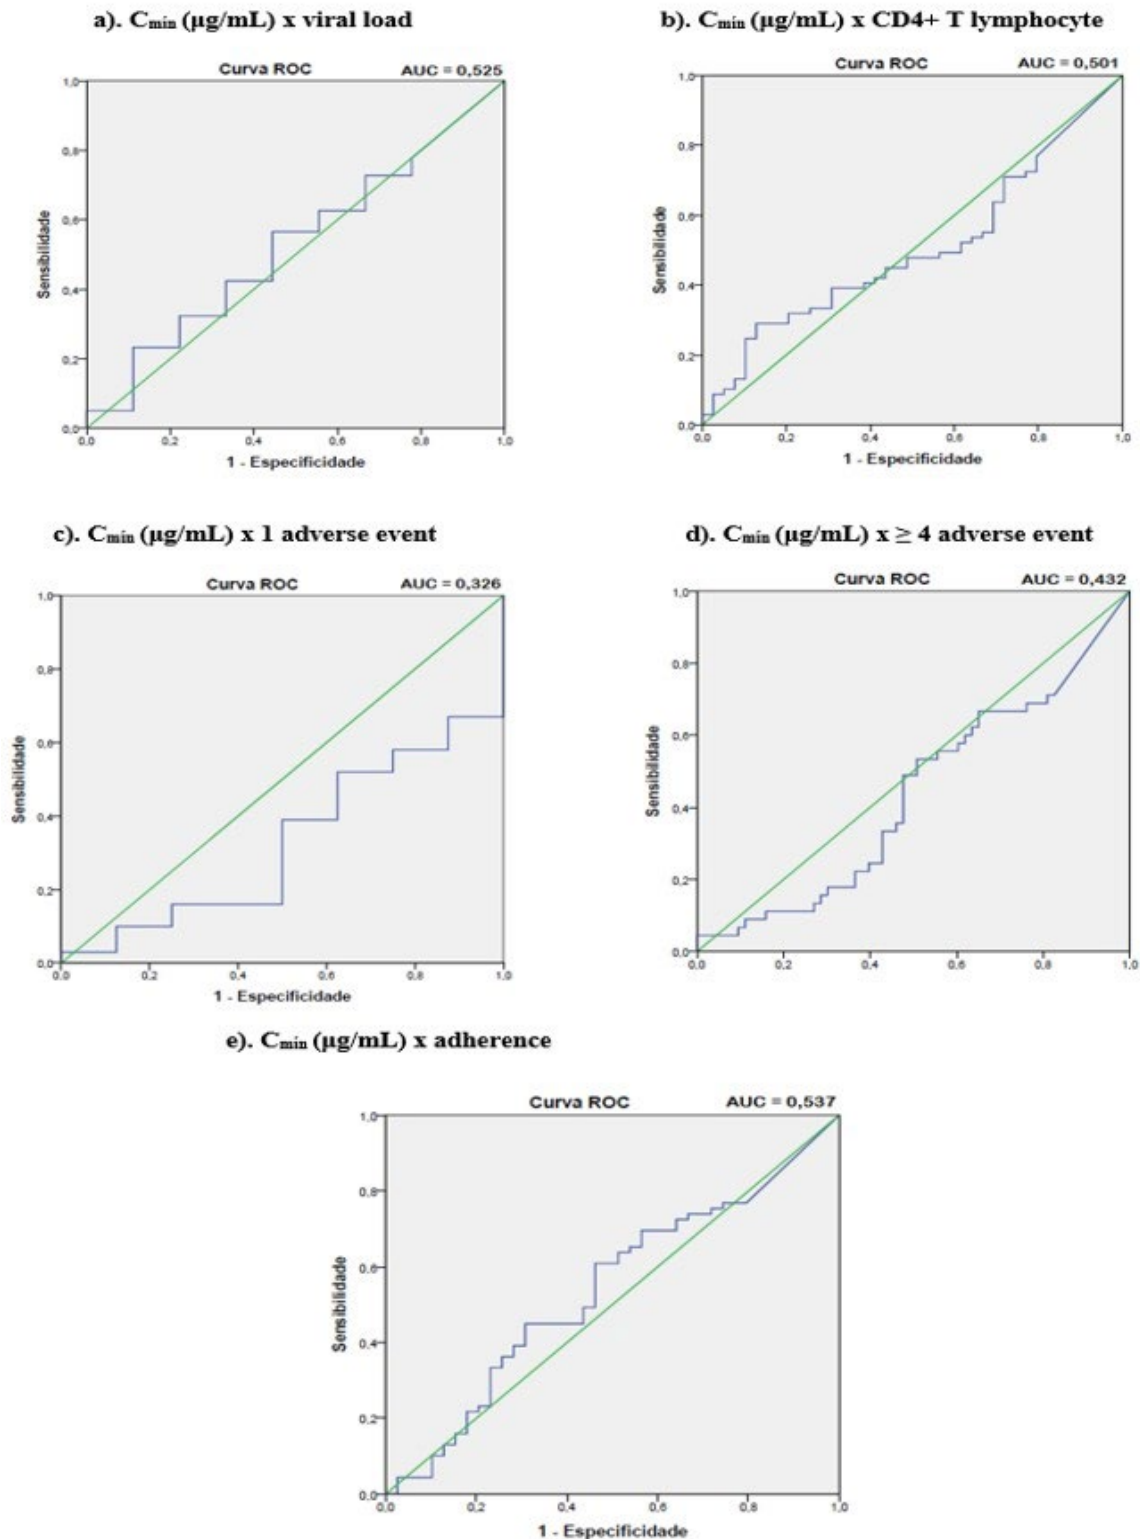 a). Cmin (µg/mL) x viral load
Curva ROC AUC = 0,525
1,0
0,8
0,6
0,4
0,2
0,0
Sensibilidade
0,0 0,2 0,4 0,6 0,8 1,0
1 - Especificidade
b). Cmin (µg/mL) x CD4+ T lymphocyte
Curva ROC AUC = 0,501
1,0
0,8
0,6
0,4
0,2
0,0
Sensibilidade
0,0 0,2 0,4 0,6 0,8 1,0
1 - Especificidade
c). Cmin (µg/mL) x 1 adverse event
Curva ROC AUC = 0,326
1,0
0,8
0,6
0,4
0,2
0,0
Sensibilidade
0,0 0,2 0,4 0,6 0,8 1,0
1 - Especificidade
d). Cmin (µg/mL) x ≥ 4 adverse event
Curva ROC AUC = 0,432
1,0
0,8
0,6
0,4
0,2
0,0
Sensibilidade
0,0 0,2 0,4 0,6 0,8 1,0
e). Cmin (µg/mL) x adherence
Curva ROC AUC = 0,537
1,0
0,8
0,6
0,4
0,2
0,0
Sensibilidade
0,0 0,2 0,4 0,6 0,8 1,0
1 - Especificidade